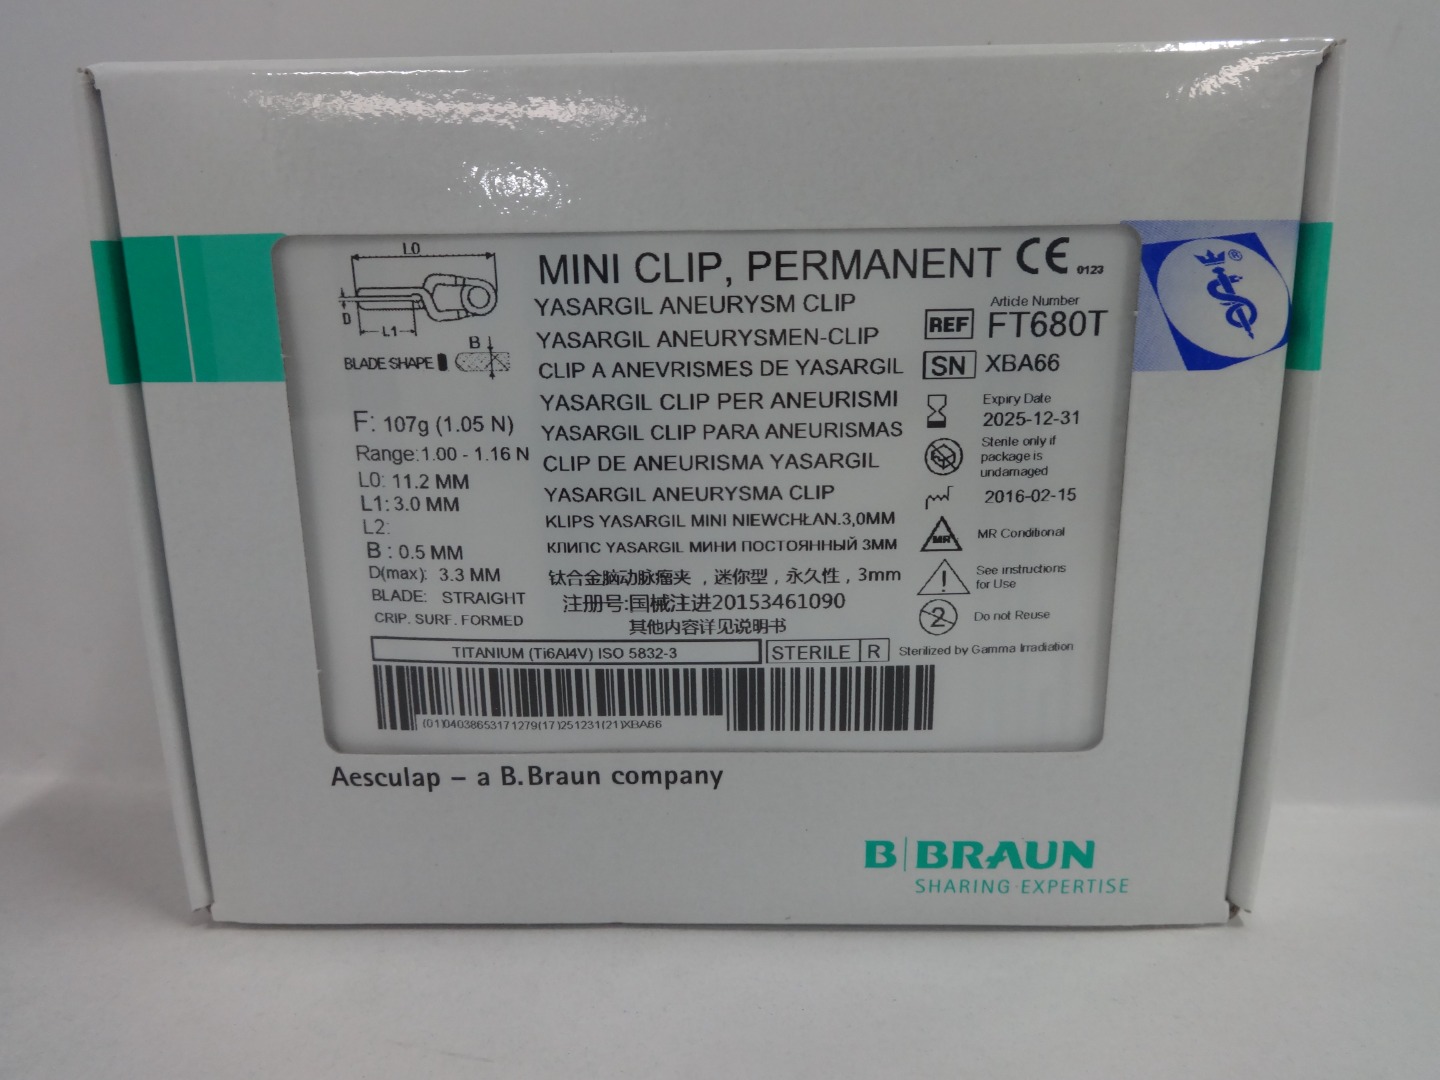 L0
D
L1
B
BLADE SHAPE
F: 107g (1.05 N)
Range:1.00 - 1.16 N
L0: 11.2 MM
L1: 3.0 MM
L2:
B : 0.5 MM
D(max): 3.3 MM
BLADE: STRAIGHT
CRIP. SURF. FORMED
MINI CLIP, PERMANENT CE 0123
YASARGIL ANEURYSM CLIP
YASARGIL ANEURYSMEN-CLIP
CLIP A ANEVRISMES DE YASARGIL
YASARGIL CLIP PER ANEURISMI
YASARGIL CLIP PARA ANEURISMAS
CLIP DE ANEURISMA YASARGIL
YASARGIL ANEURYSMA CLIP
KLIPS YASARGIL MINI NIEWCHŁAN.3,0MM
КЛИПС YASARGIL МИНИ ПОСТОЯННЫЙ 3ММ
钛合金脑动脉瘤夹，迷你型，永久性，3mm
注册号:国械注进20153461090
其他内容详见说明书
Article Number
REF FT680T
SN XBA66
Expiry Date
2025-12-31
Sterile only if
package is
undamaged
2016-02-15
MR MR Conditional
See instructions
for Use
2 Do not Reuse
TITANIUM (Ti6Al4V) ISO 5832-3
STERILE R Sterilized by Gamma Irradiation
(01)04038653171279(17)251231(21)XBA66
®
Aesculap – a B.Braun company
B|BRAUN
SHARING EXPERTISE